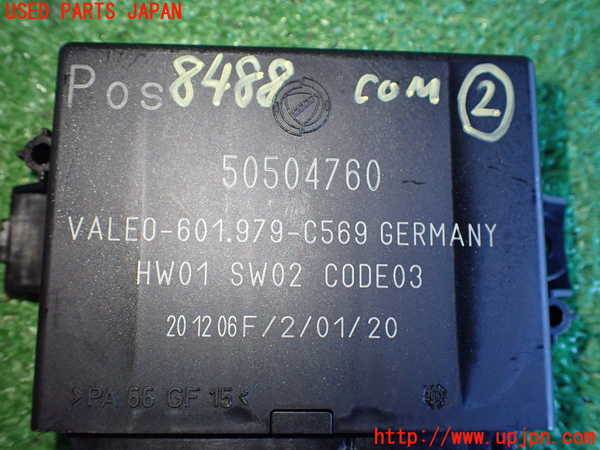 USED PARTS JAPAN
Pos 8488 COM 2
50504760
VALEO-601.979-C569 GERMANY
HW01 SW02 CODE03
201206F/2/01/20
>PA 66 GF 15<
http://www.upjpn.com